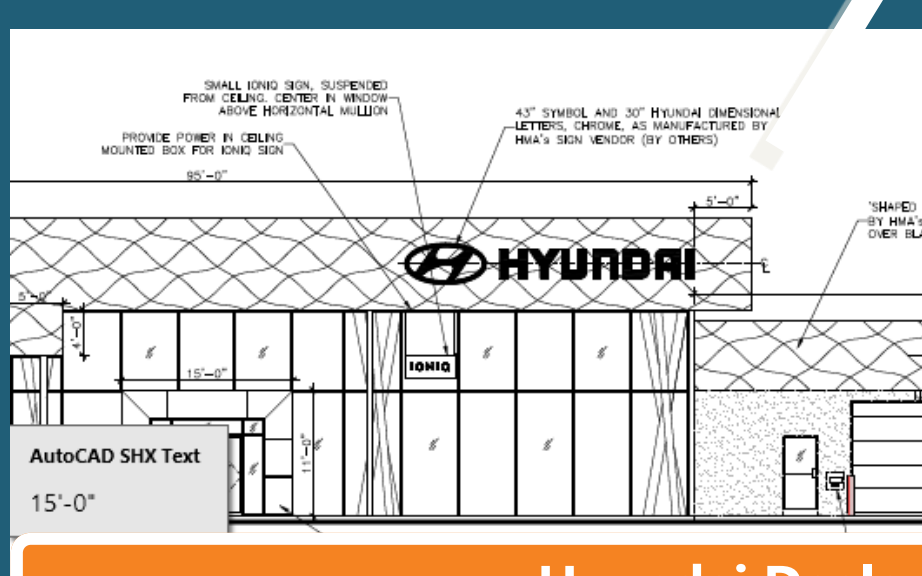 SMALL IONIQ SIGN, SUSPENDED
FROM CEILING. CENTER IN WINDOW
ABOVE HORIZONTAL MULLION
PROVIDE POWER IN CEILING
MOUNTED BOX FOR IONIQ SIGN
43" SYMBOL AND 30" HYUNDAI DIMENSIONAL
LETTERS, CHROME, AS MANUFACTURED BY
HMA's SIGN VENDOR (BY OTHERS)
95'-0"
5'-0"
'SHAPED
BY HMA's
OVER
HYUNDAI
5'-0"
4'-0"
IONIQ
15'-0"
11'-0"
AutoCAD SHX Text
15'-0"